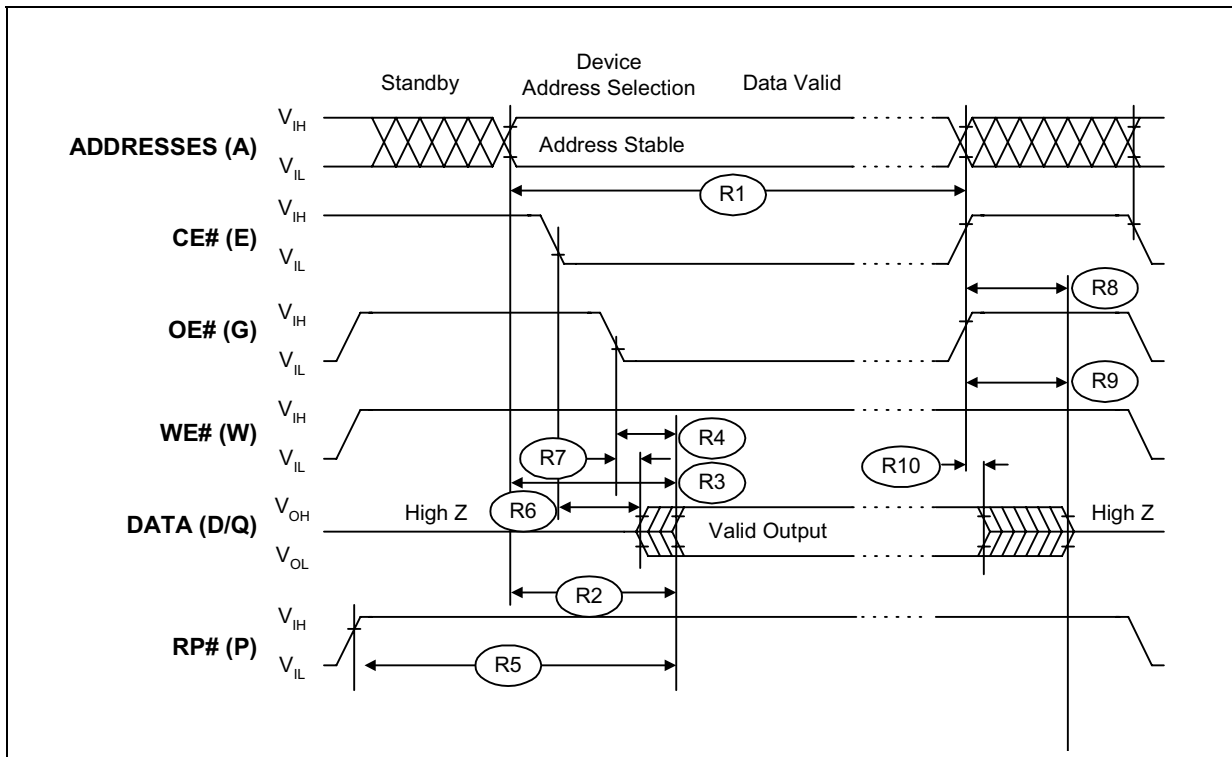 Device
Standby Address Selection Data Valid
V_IH
ADDRESSES (A) Address Stable
V_IL
R1
V_IH
CE# (E)
V_IL
R8
V_IH
OE# (G)
V_IL
R9
V_IH
WE# (W)
R4
V_IL R7 R10
R3
V_OH High Z R6 High Z
DATA (D/Q) Valid Output
V_OL
R2
V_IH
RP# (P)
V_IL R5